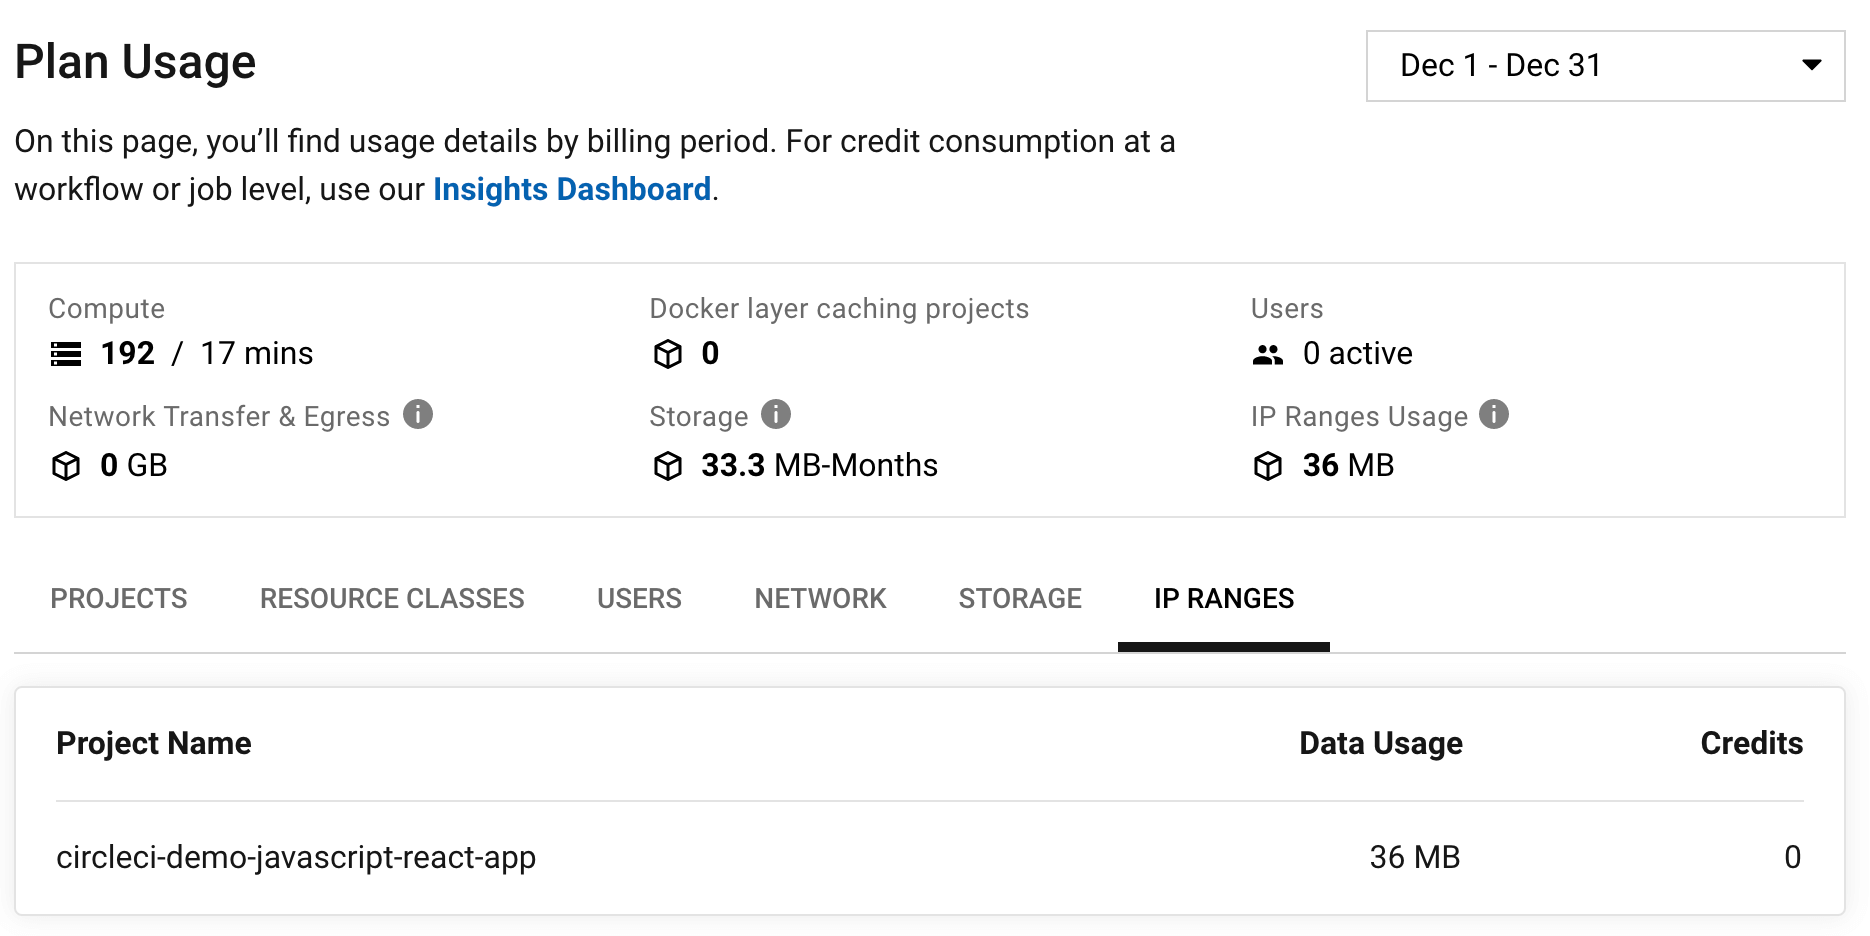 Plan Usage
Dec 1 - Dec 31
On this page, you’ll find usage details by billing period. For credit consumption at a
workflow or job level, use our Insights Dashboard.
Compute
192 / 17 mins
Docker layer caching projects
0
Users
0 active
Network Transfer & Egress
0 GB
Storage
33.3 MB-Months
IP Ranges Usage
36 MB
PROJECTS RESOURCE CLASSES USERS NETWORK STORAGE IP RANGES
Project Name Data Usage Credits
circleci-demo-javascript-react-app 36 MB 0